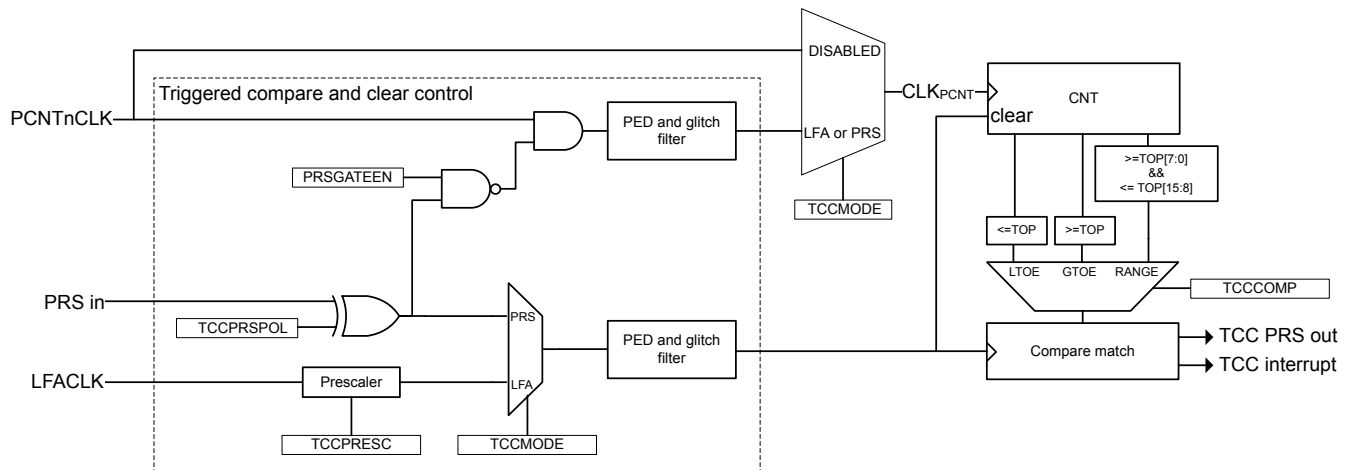 DISABLED
Triggered compare and clear control
PCNTnCLK
PED and glitch
filter
LFA or PRS
CLKPCNT
CNT
clear
PRSGATEEN
TCCMODE
>=TOP[7:0]
&&
<= TOP[15:8]
<=TOP
>=TOP
LTOE
GTOE
RANGE
TCCCOMP
PRS in
TCCPRSPOL
PRS
PED and glitch
filter
Compare match
TCC PRS out
TCC interrupt
LFACLK
Prescaler
LFA
TCCPRESC
TCCMODE